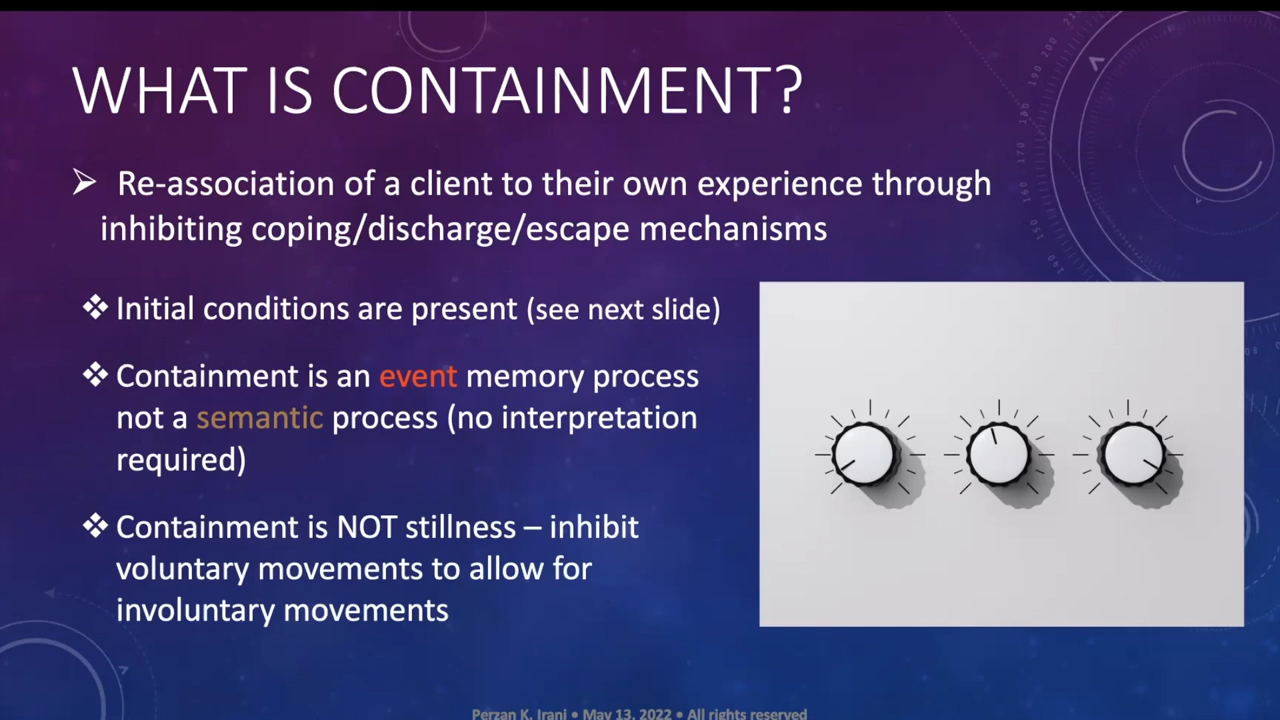 WHAT IS CONTAINMENT?
➢ Re-association of a client to their own experience through
inhibiting coping/discharge/escape mechanisms
❖ Initial conditions are present (see next slide)
❖ Containment is an event memory process
not a semantic process (no interpretation
required)
❖ Containment is NOT stillness – inhibit
voluntary movements to allow for
involuntary movements
Perzan K. Irani • May 13, 2022 • All rights reserved